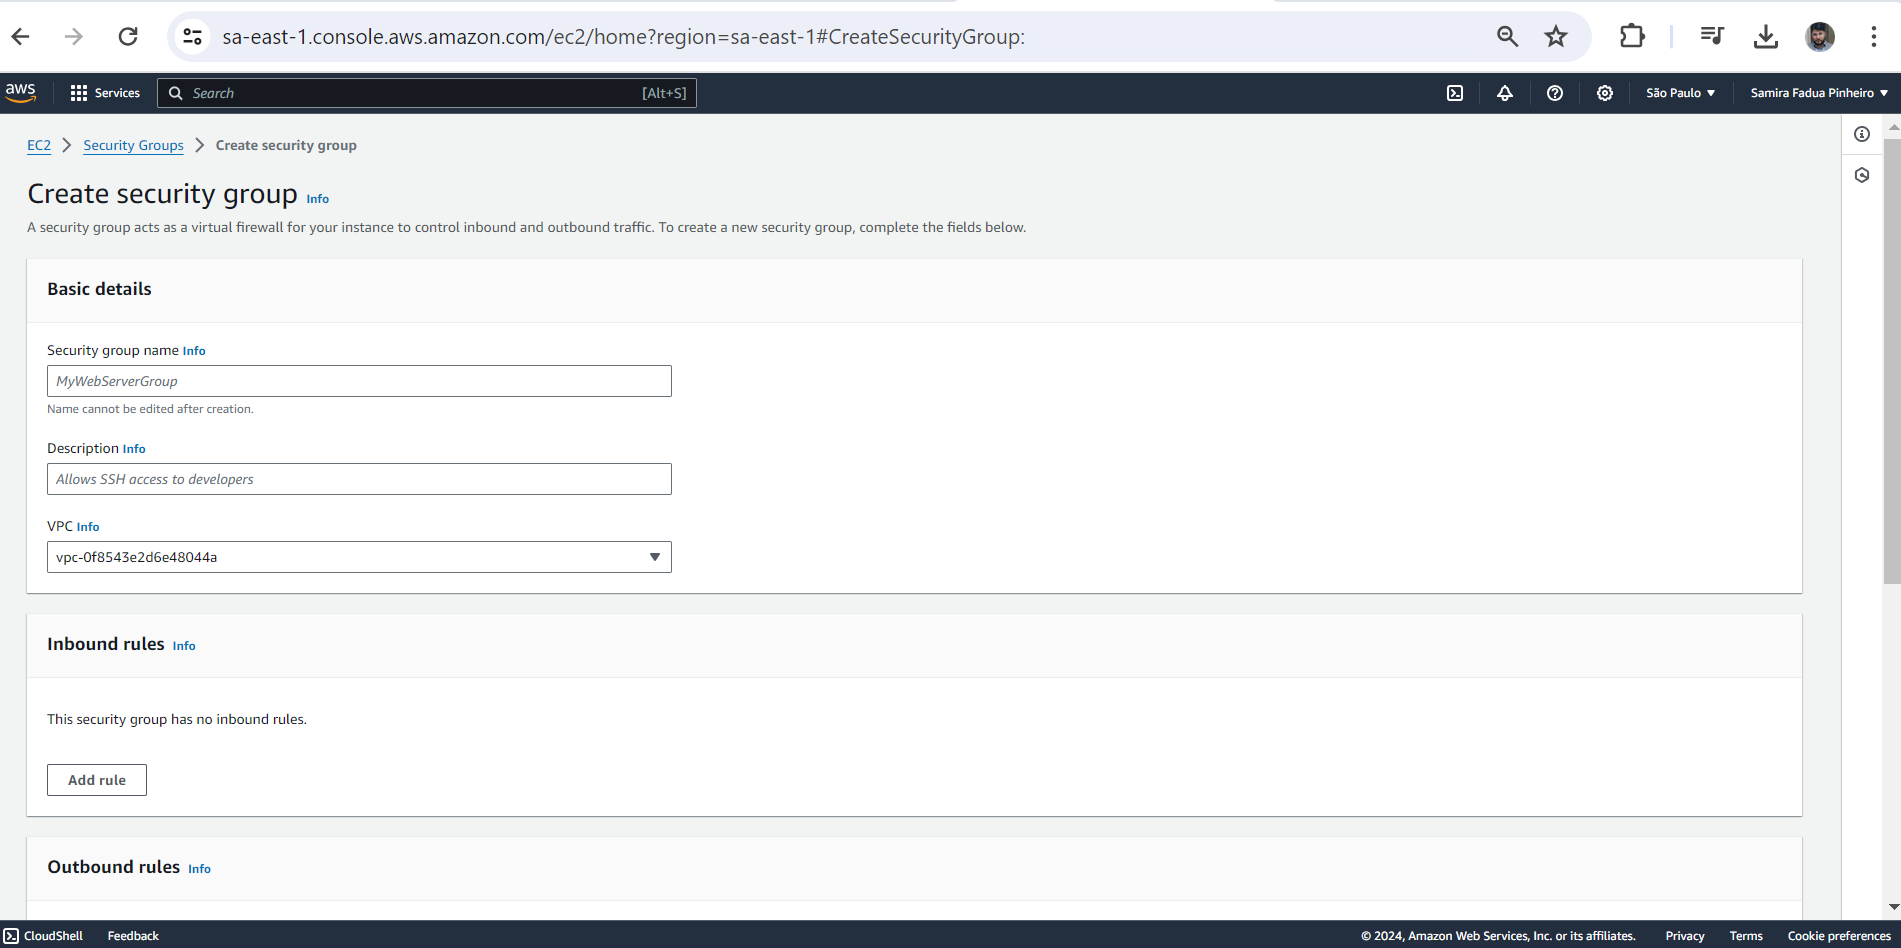 sa-east-1.console.aws.amazon.com/ec2/home?region=sa-east-1#CreateSecurityGroup:
aws Services Search [Alt+S] São Paulo Samira Fadua Pinheiro
EC2 Security Groups Create security group
Create security group Info
A security group acts as a virtual firewall for your instance to control inbound and outbound traffic. To create a new security group, complete the fields below.
Basic details
Security group name Info
MyWebServerGroup
Name cannot be edited after creation.
Description Info
Allows SSH access to developers
VPC Info
vpc-0f8543e2d6e48044a
Inbound rules Info
This security group has no inbound rules.
Add rule
Outbound rules Info
CloudShell Feedback © 2024, Amazon Web Services, Inc. or its affiliates. Privacy Terms Cookie preferences